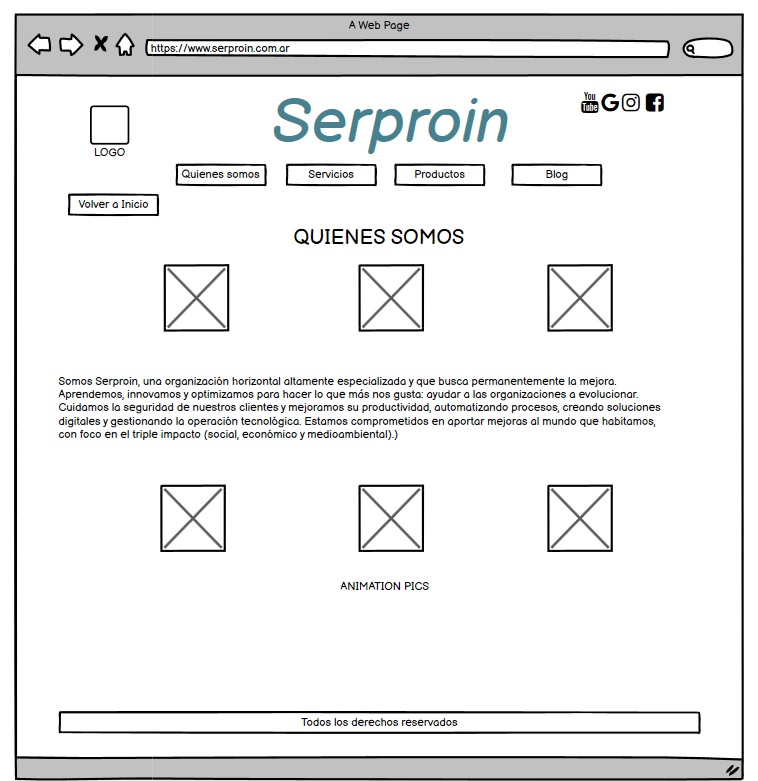 A Web Page
https://www.serproin.com.ar
You
Tube
Serproin
LOGO
Quienes somos
Servicios
Productos
Blog
Volver a Inicio
QUIENES SOMOS
Somos Serproin, una organización horizontal altamente especializada y que busca permanentemente la mejora.
Aprendemos, innovamos y optimizamos para hacer lo que más nos gusta: ayudar a las organizaciones a evolucionar.
Cuidamos la seguridad de nuestros clientes y mejoramos su productividad, automatizando procesos, creando soluciones
digitales y gestionando la operación tecnológica. Estamos comprometidos en aportar mejoras al mundo que habitamos,
con foco en el triple impacto (social, económico y medioambiental).)
ANIMATION PICS
Todos los derechos reservados